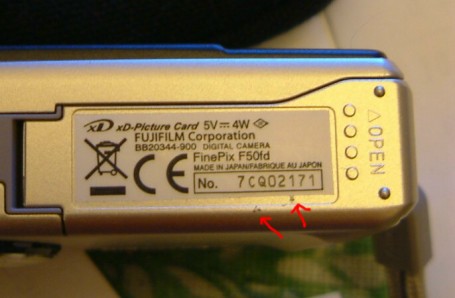 xD xD-Picture Card 5V⎓4W
FUJIFILM Corporation
BB20344-900 DIGITAL CAMERA
FinePix F50fd
MADE IN JAPAN/FABRIQUE AU JAPON
CE
No. 7CQ02171
OPEN